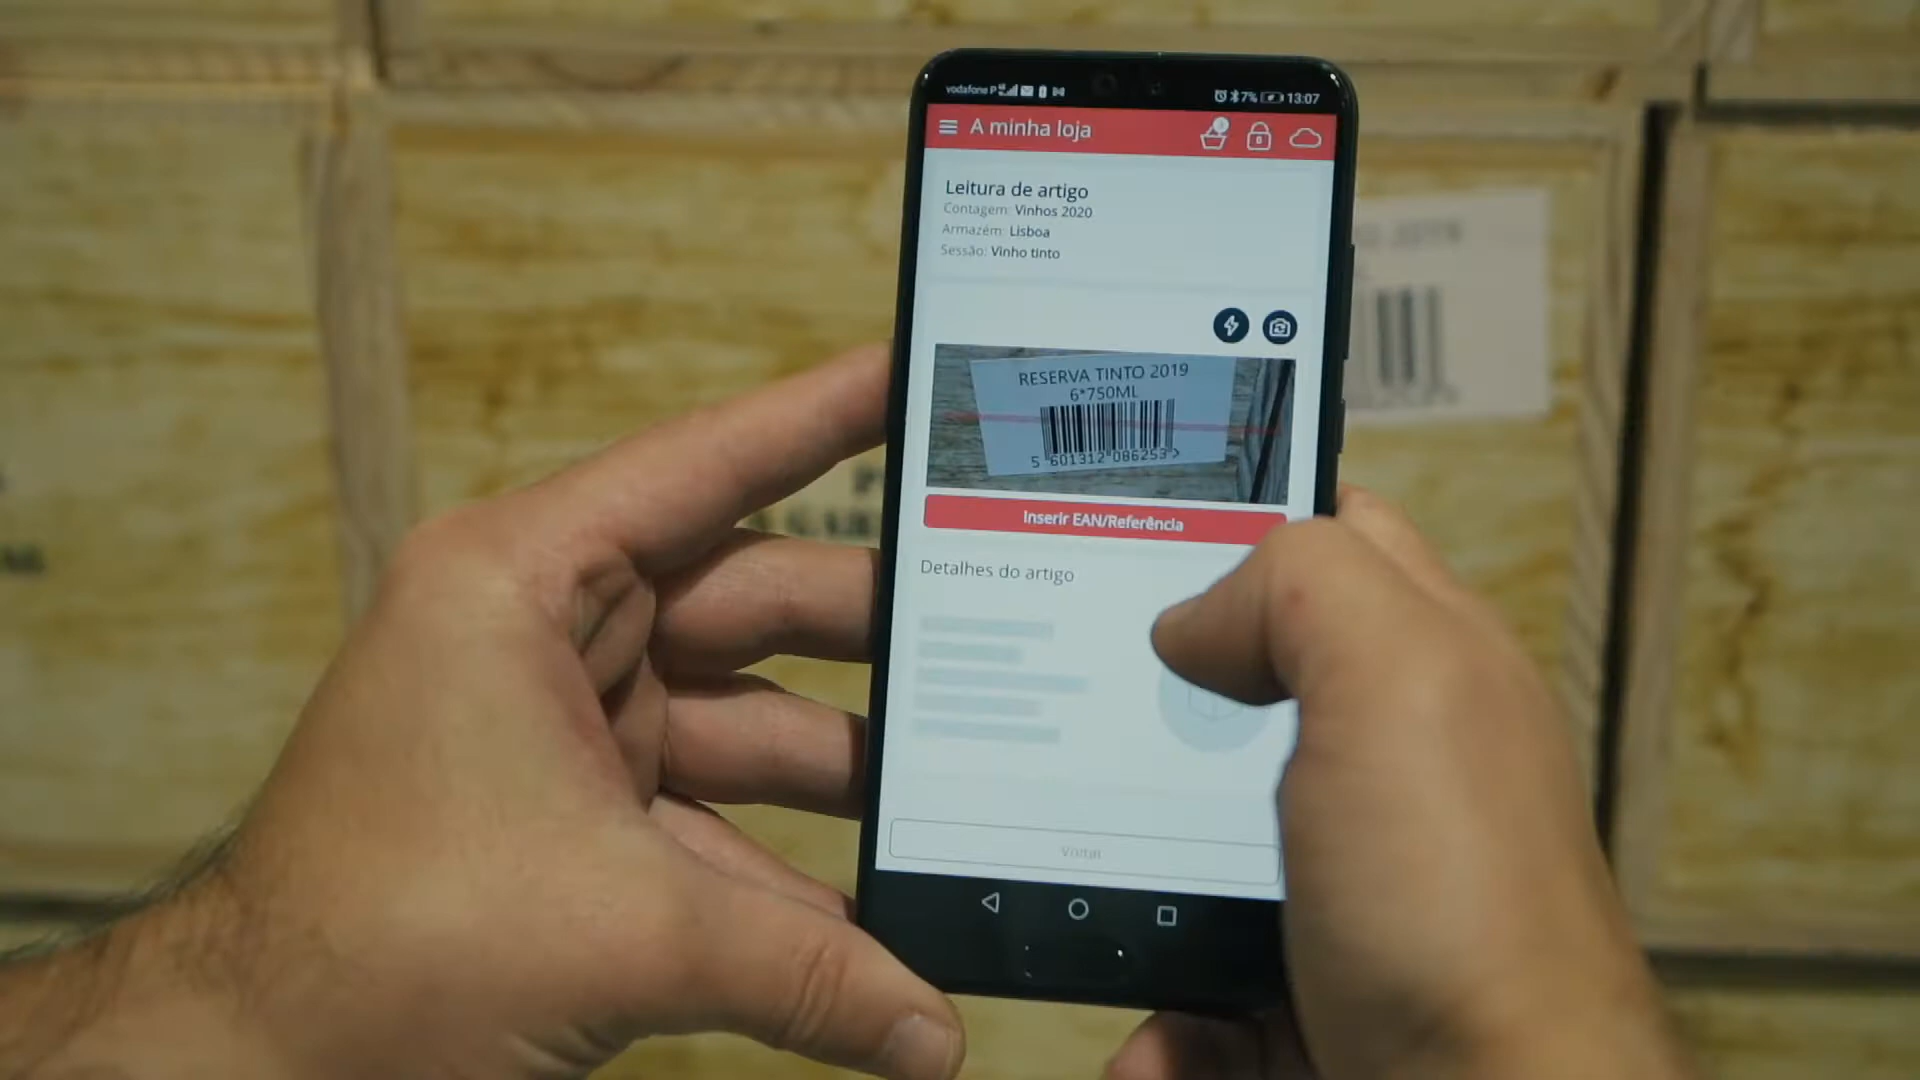 vodafone P
7% 13:07
A minha loja
Leitura de artigo
Contagem: Vinhos 2020
Armazém: Lisboa
Sessão: Vinho tinto
RESERVA TINTO 2019
6*750ML
5 601312 086253 >
Inserir EAN/Referência
Detalhes do artigo
Voltar